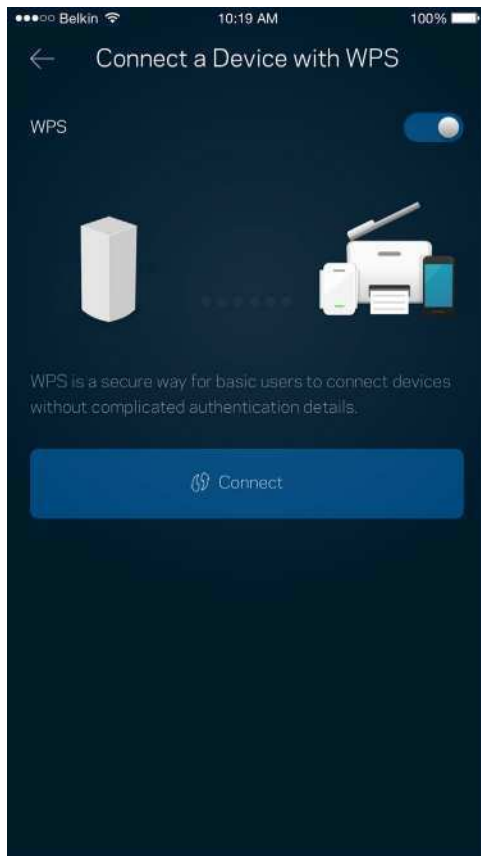 Belkin 10:19 AM 100%
Connect a Device with WPS
WPS
WPS is a secure way for basic users to connect devices
without complicated authentication details.
Connect